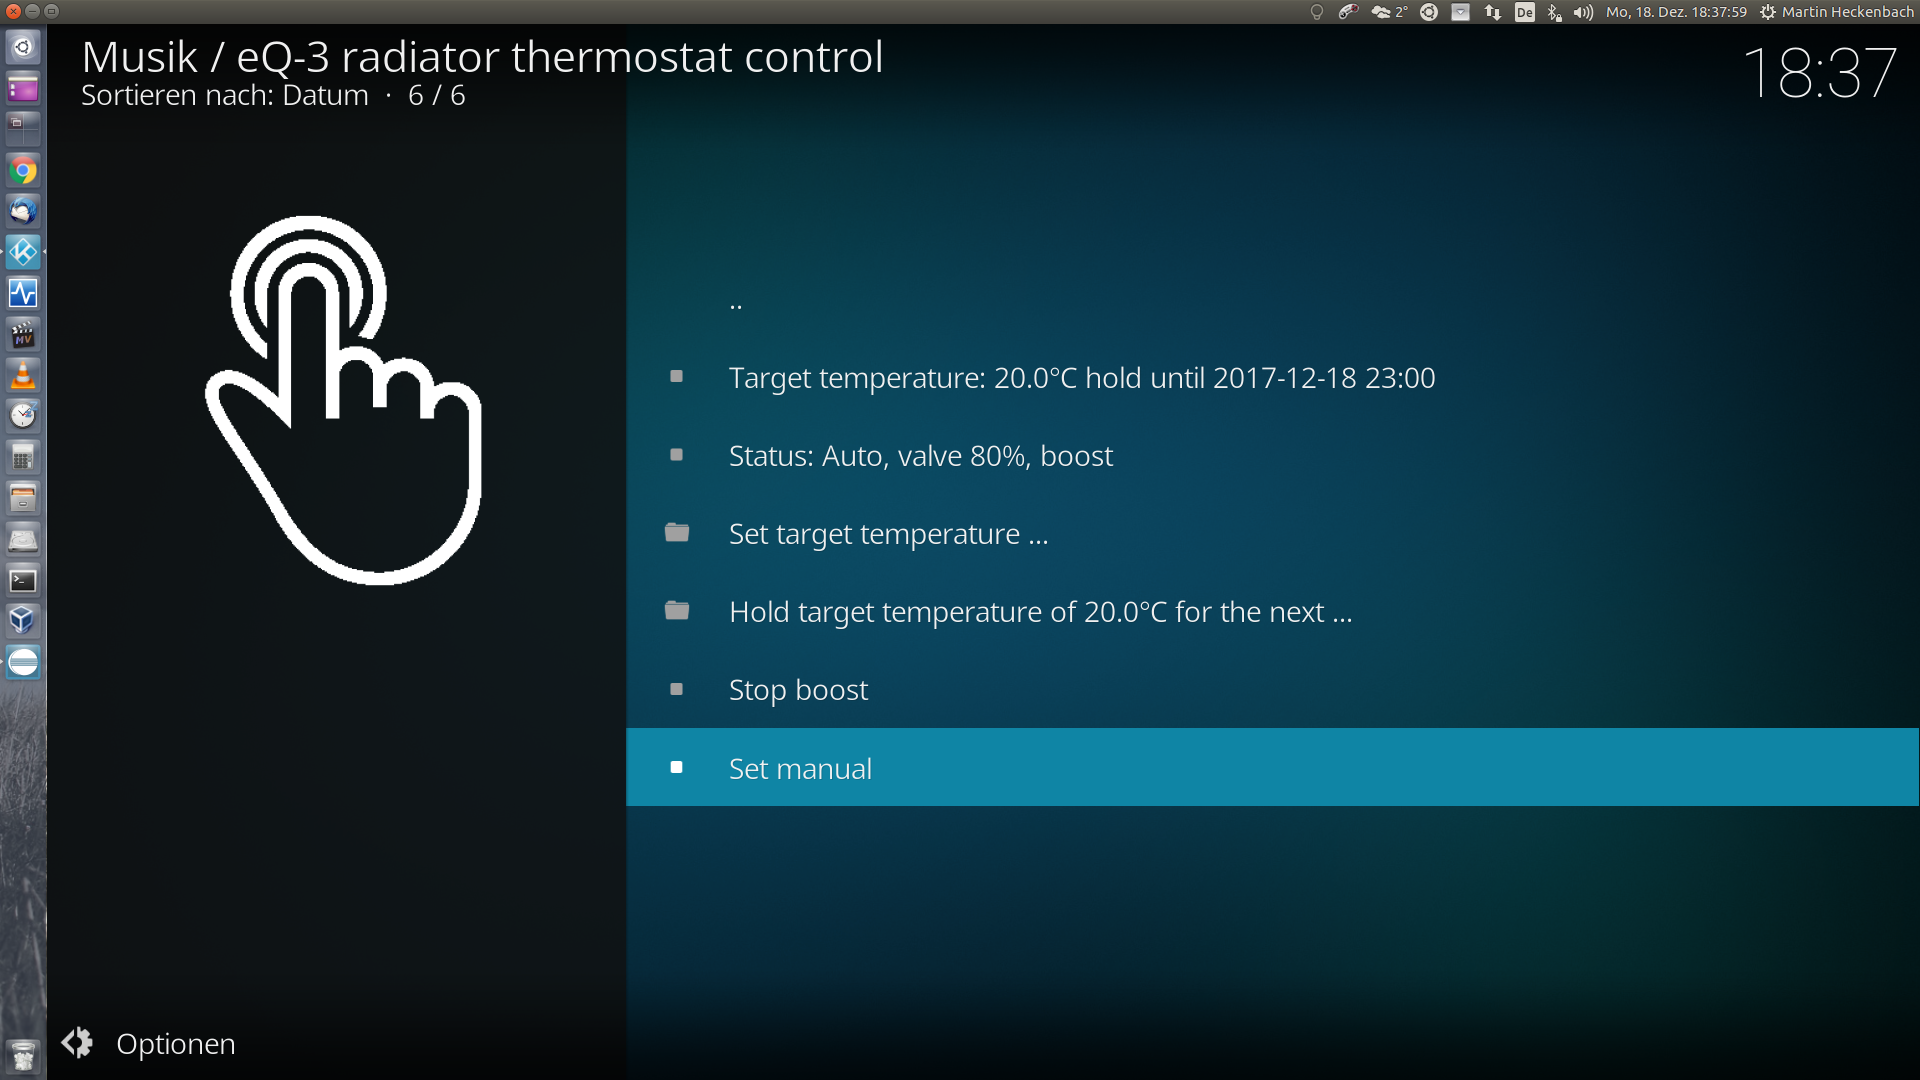 2° De Mo, 18. Dez. 18:37:59 Martin Heckenbach
Musik / eQ-3 radiator thermostat control
Sortieren nach: Datum · 6 / 6
18:37
..
Target temperature: 20.0°C hold until 2017-12-18 23:00
Status: Auto, valve 80%, boost
Set target temperature ...
Hold target temperature of 20.0°C for the next ...
Stop boost
Set manual
MV
Optionen